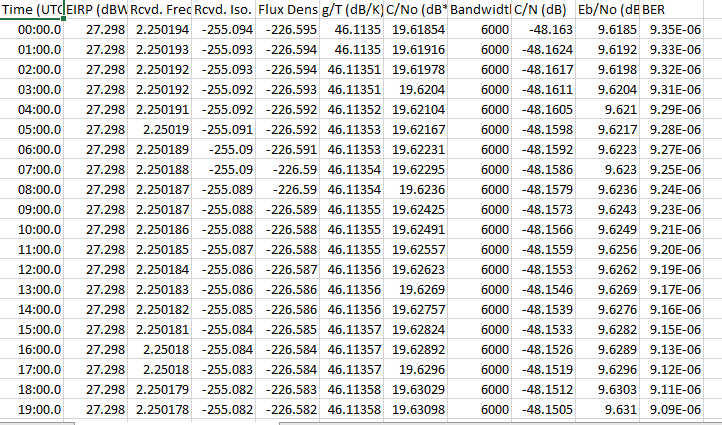 Time (UTC EIRP (dBW Rcvd. Frec Rcvd. Iso. Flux Dens g/T (dB/K) C/No (dB* Bandwidtl C/N (dB) Eb/No (dB BER
00:00.0 27.298 2.250194 -255.094 -226.595 46.1135 19.61854 6000 -48.163 9.6185 9.35E-06
01:00.0 27.298 2.250193 -255.093 -226.594 46.1135 19.61916 6000 -48.1624 9.6192 9.33E-06
02:00.0 27.298 2.250192 -255.093 -226.594 46.11351 19.61978 6000 -48.1617 9.6198 9.32E-06
03:00.0 27.298 2.250192 -255.092 -226.593 46.11351 19.6204 6000 -48.1611 9.6204 9.31E-06
04:00.0 27.298 2.250191 -255.092 -226.592 46.11352 19.62104 6000 -48.1605 9.621 9.29E-06
05:00.0 27.298 2.25019 -255.091 -226.592 46.11353 19.62167 6000 -48.1598 9.6217 9.28E-06
06:00.0 27.298 2.250189 -255.09 -226.591 46.11353 19.62231 6000 -48.1592 9.6223 9.27E-06
07:00.0 27.298 2.250188 -255.09 -226.59 46.11354 19.62295 6000 -48.1586 9.623 9.25E-06
08:00.0 27.298 2.250187 -255.089 -226.59 46.11354 19.6236 6000 -48.1579 9.6236 9.24E-06
09:00.0 27.298 2.250187 -255.088 -226.589 46.11355 19.62425 6000 -48.1573 9.6243 9.23E-06
10:00.0 27.298 2.250186 -255.088 -226.588 46.11355 19.62491 6000 -48.1566 9.6249 9.21E-06
11:00.0 27.298 2.250185 -255.087 -226.588 46.11355 19.62557 6000 -48.1559 9.6256 9.20E-06
12:00.0 27.298 2.250184 -255.086 -226.587 46.11356 19.62623 6000 -48.1553 9.6262 9.19E-06
13:00.0 27.298 2.250183 -255.086 -226.586 46.11356 19.6269 6000 -48.1546 9.6269 9.17E-06
14:00.0 27.298 2.250182 -255.085 -226.586 46.11356 19.62757 6000 -48.1539 9.6276 9.16E-06
15:00.0 27.298 2.250181 -255.084 -226.585 46.11357 19.62824 6000 -48.1533 9.6282 9.15E-06
16:00.0 27.298 2.25018 -255.084 -226.584 46.11357 19.62892 6000 -48.1526 9.6289 9.13E-06
17:00.0 27.298 2.25018 -255.083 -226.584 46.11357 19.6296 6000 -48.1519 9.6296 9.12E-06
18:00.0 27.298 2.250179 -255.082 -226.583 46.11358 19.63029 6000 -48.1512 9.6303 9.11E-06
19:00.0 27.298 2.250178 -255.082 -226.582 46.11358 19.63098 6000 -48.1505 9.631 9.09E-06